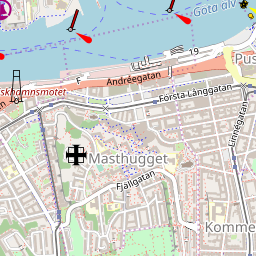 Göta älv
19
F
Andréegatan
Pus
skhamnsmotet
Första Långgatan
Linnégatan
Masthugget
Fjällgatan
Komme